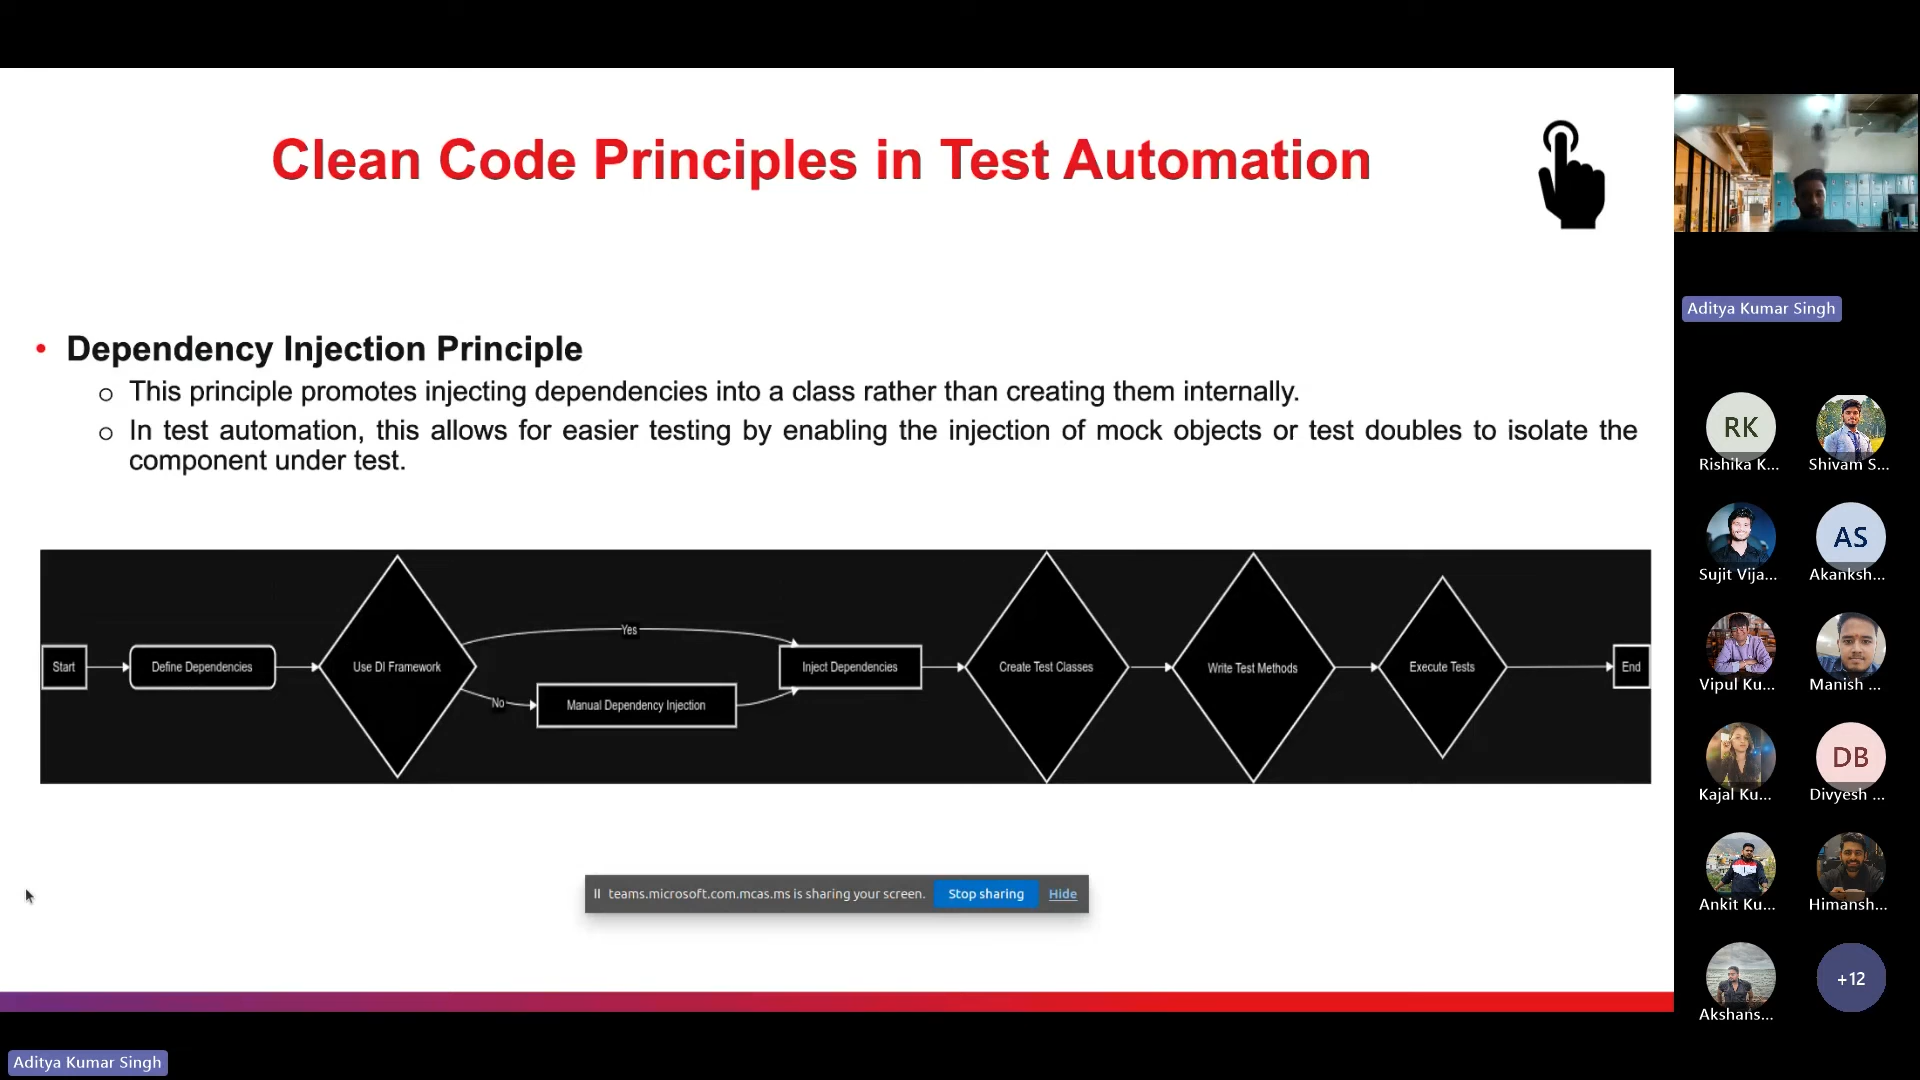 Clean Code Principles in Test Automation
• Dependency Injection Principle
o This principle promotes injecting dependencies into a class rather than creating them internally.
o In test automation, this allows for easier testing by enabling the injection of mock objects or test doubles to isolate the
component under test.
Start
Define Dependencies
Use DI Framework
Yes
No
Manual Dependency Injection
Inject Dependencies
Create Test Classes
Write Test Methods
Execute Tests
End
teams.microsoft.com.mcas.ms is sharing your screen. Stop sharing Hide
Aditya Kumar Singh
RK
Rishika K...
Shivam S...
Sujit Vija...
AS
Akanksh...
Vipul Ku...
Manish ...
Kajal Ku...
DB
Divyesh ...
Ankit Ku...
Himansh...
Akshans...
+12
Aditya Kumar Singh